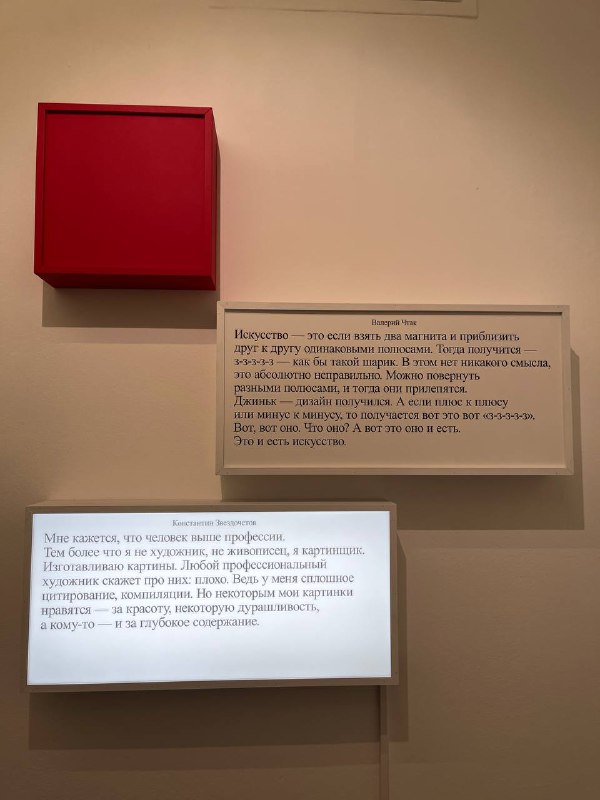 Валерий Чтак
Искусство — это если взять два магнита и приблизить
друг к другу одинаковыми полюсами. Тогда получится —
з-з-з-з-з — как бы такой шарик. В этом нет никакого смысла,
это абсолютно неправильно. Можно повернуть
разными полюсами, и тогда они прилепятся.
Джиньк — дизайн получился. А если плюс к плюсу
или минус к минусу, то получается вот это вот «з-з-з-з-з».
Вот, вот оно. Что оно? А вот это оно и есть.
Это и есть искусство.
Константин Звездочетов
Мне кажется, что человек выше профессии.
Тем более что я не художник, не живописец, я картинщик.
Изготавливаю картины. Любой профессиональный
художник скажет про них: плохо. Ведь у меня сплошное
цитирование, компиляции. Но некоторым мои картинки
нравятся — за красоту, некоторую дурашливость,
а кому-то — и за глубокое содержание.